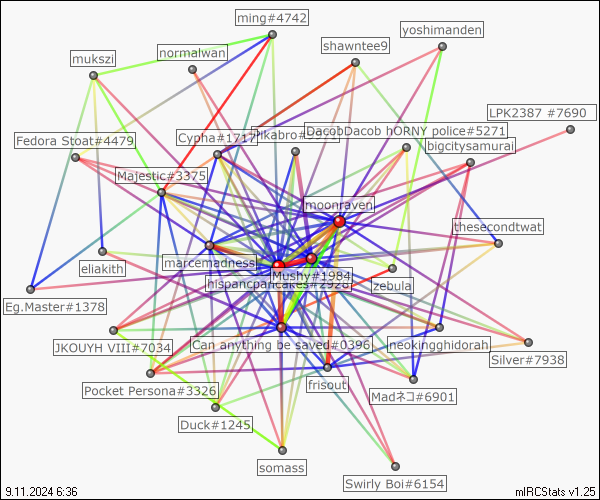 ming#4742
yoshimanden
shawntee9
normalwan
mukszi
LPK2387 #7690
DacobDacob hORNY police#5271
Cypha#1717
Fedora Stoat#4479
bigcitysamurai
Majestic#3375
moonraven
thesecondtwat
marcemadness
eliakith
Mushy#1984
hispancpancakes#2928
zebula
Eg.Master#1378
JKOUYH VIII#7034
Can anything be saved#0396
neokingghidorah
Silver#7938
Pocket Persona#3326
frisout
Madネコ#6901
Duck#1245
somass
Swirly Boi#6154
9.11.2024 6:36
mIRCStats v1.25